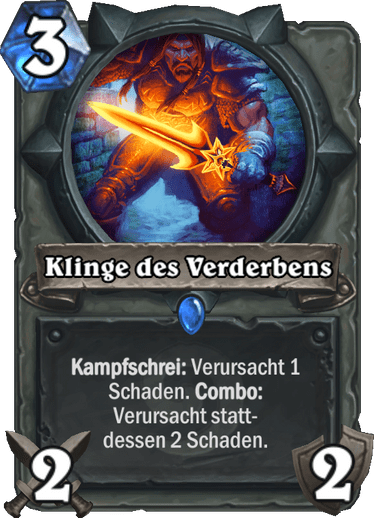 3
Klinge des Verderbens
Kampfschrei: Verursacht 1
Schaden. Combo:
Verursacht statt-
dessen 2 Schaden.
2
2